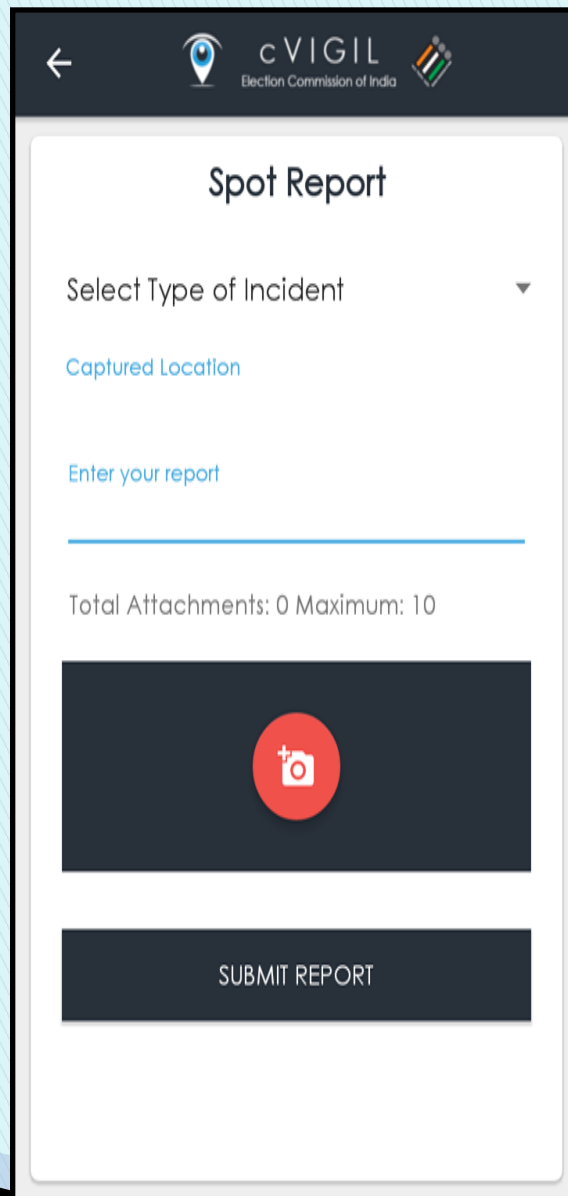 cVIGIL
Election Commission of India
Spot Report
Select Type of Incident
Captured Location
Enter your report
Total Attachments: 0 Maximum: 10
SUBMIT REPORT